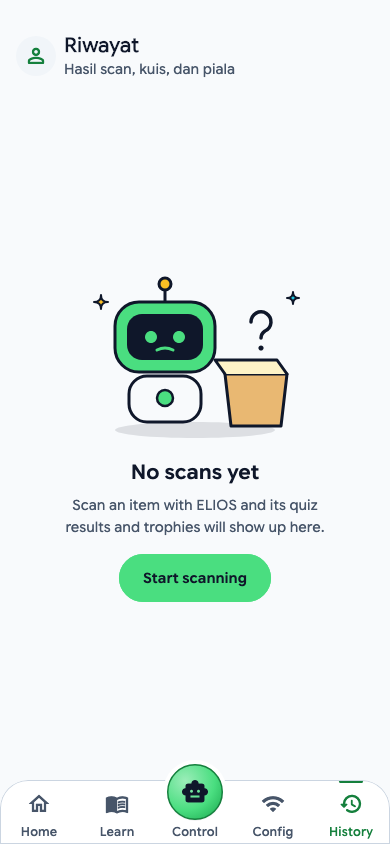 Riwayat
Hasil scan, kuis, dan piala
?
No scans yet
Scan an item with ELIOS and its quiz
results and trophies will show up here.
Start scanning
Home
Learn
Control
Config
History